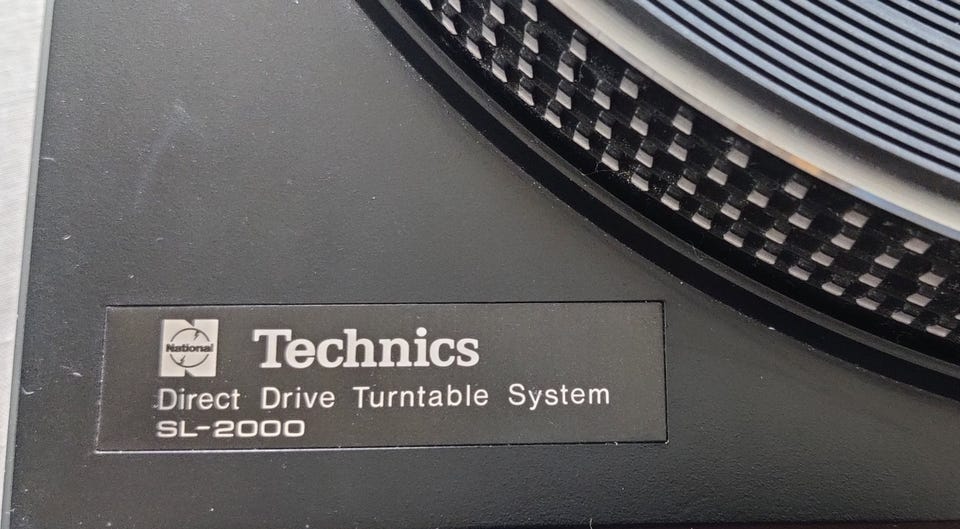 National Technics
Direct Drive Turntable System
SL-2000